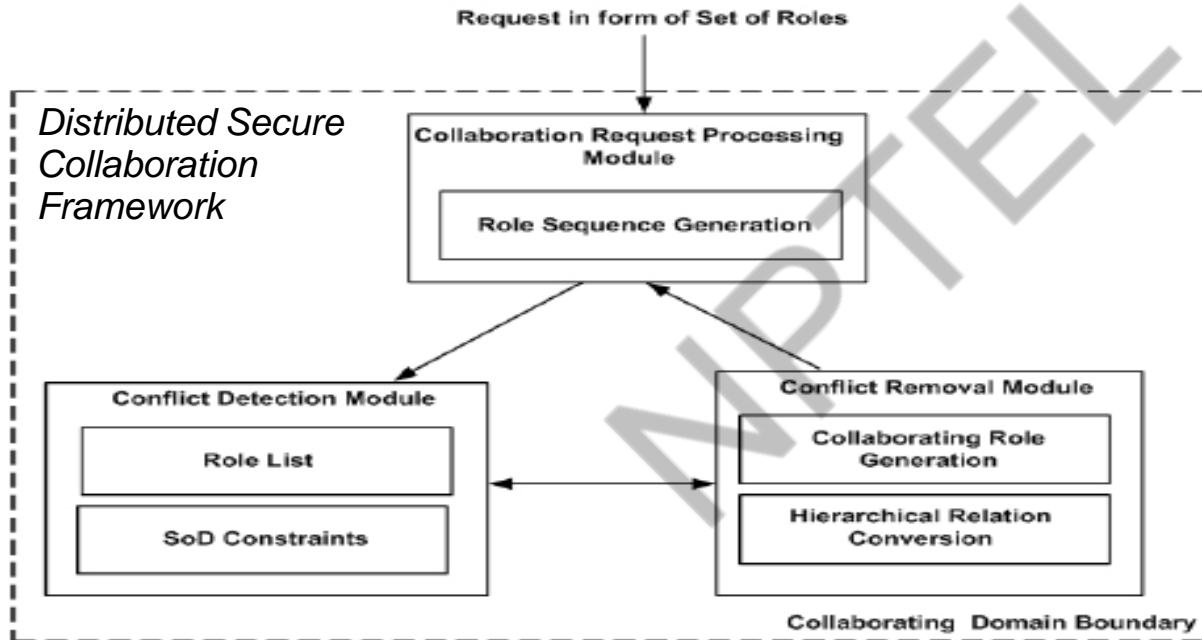 Request in form of Set of Roles
Distributed Secure
Collaboration
Framework
Collaboration Request Processing
Module
Role Sequence Generation
Conflict Detection Module
Role List
SoD Constraints
Conflict Removal Module
Collaborating Role
Generation
Hierarchical Relation
Conversion
Collaborating Domain Boundary
NPTEL